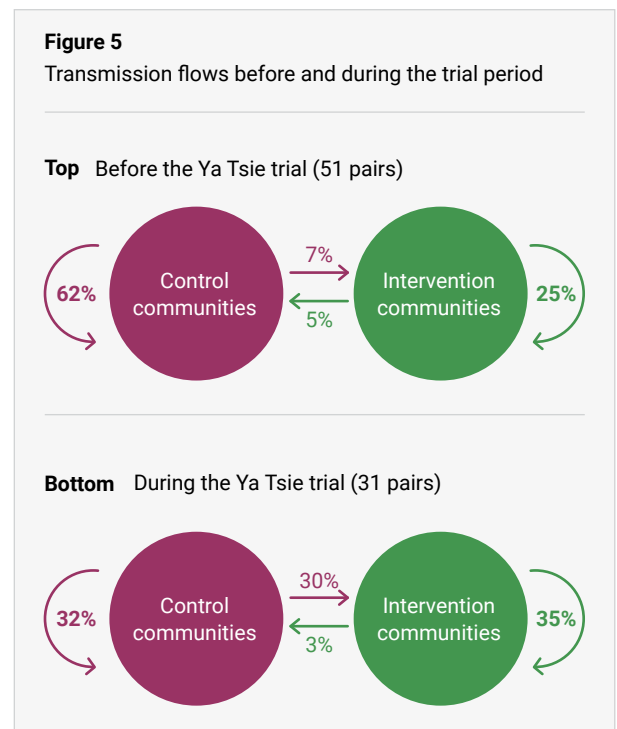 Figure 5
Transmission flows before and during the trial period
Top Before the Ya Tsie trial (51 pairs)
7%
Control
communities
Intervention
communities
62%
25%
5%
Bottom During the Ya Tsie trial (31 pairs)
30%
Control
communities
Intervention
communities
32%
35%
3%